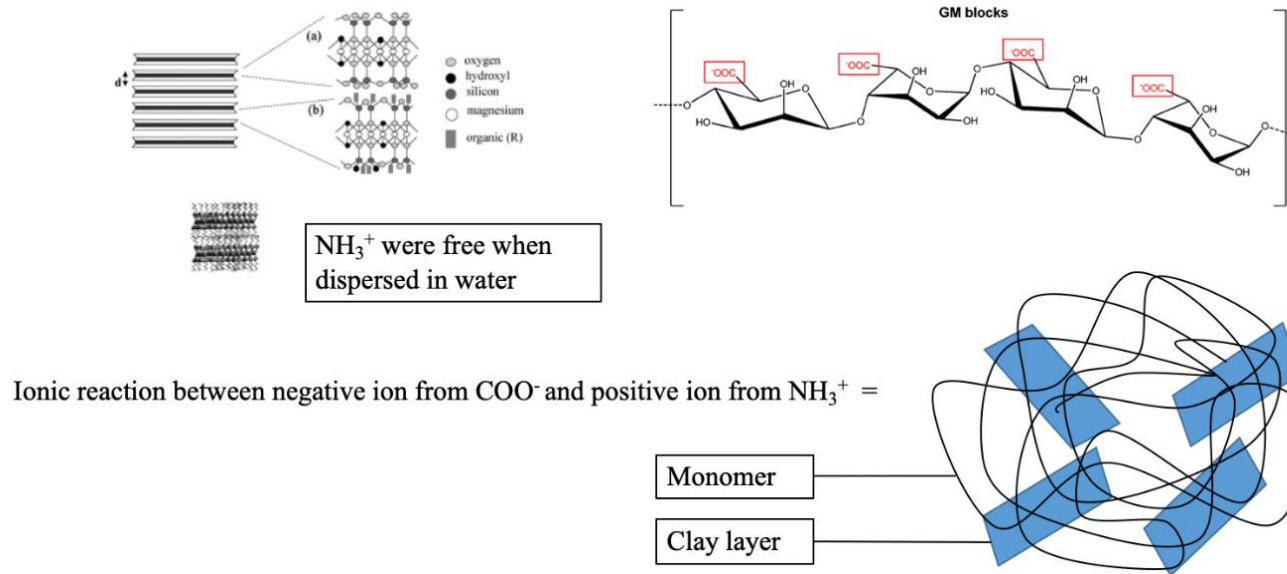 (a)
d
(b)
oxygen
hydroxyl
silicon
magnesium
organic (R)
GM blocks
-OOC
-OOC
-OOC
-OOC
O
HO
OH
O
HO
O
OH
O
OH
O
HO
OH
O
O
OH
O
OH
O
NH₃⁺ were free when
dispersed in water
Ionic reaction between negative ion from COO⁻ and positive ion from NH₃⁺ =
Monomer
Clay layer